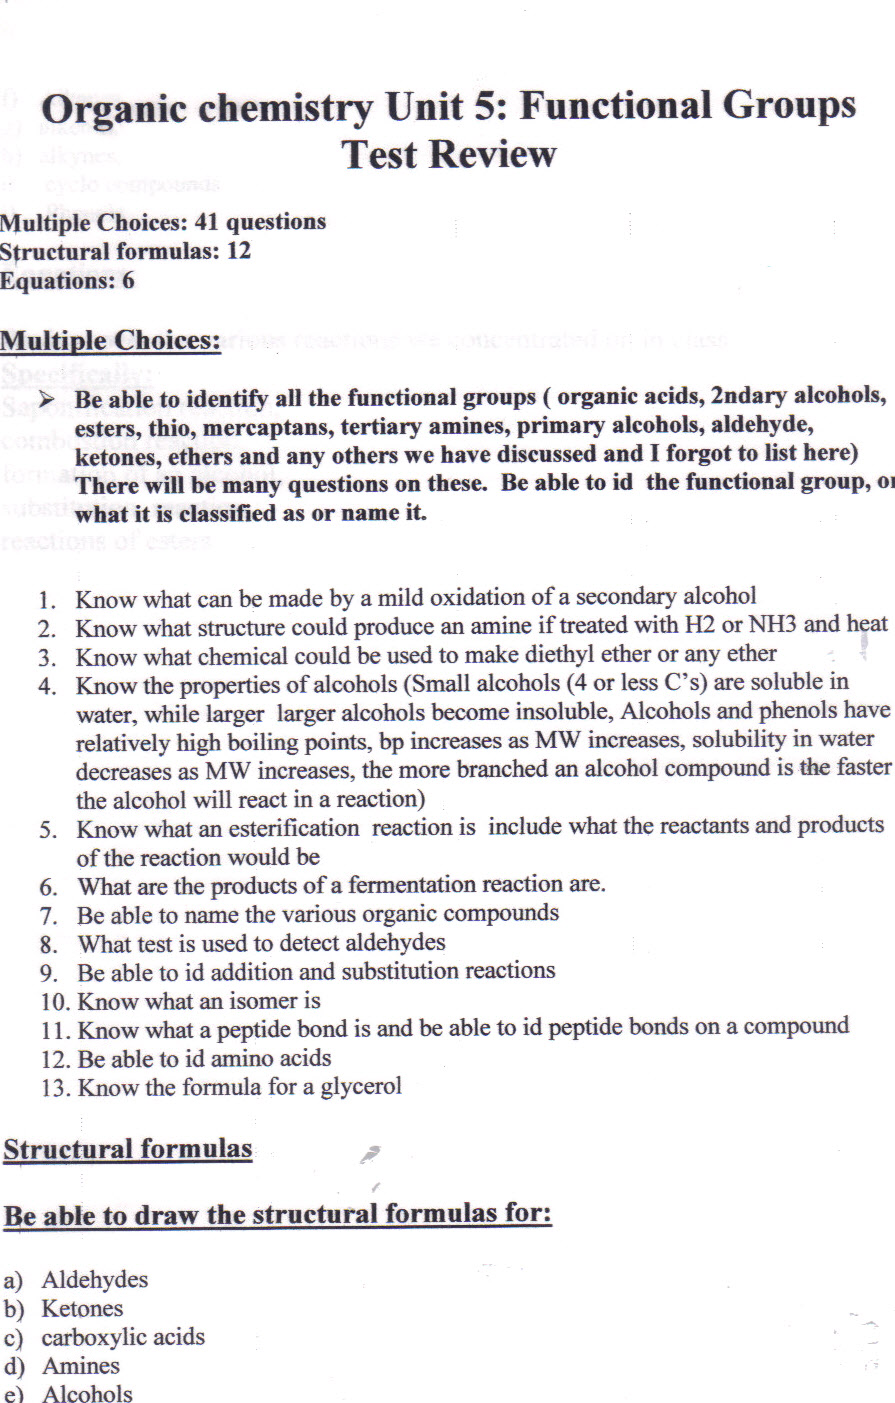 Organic chemistry Unit 5: Functional Groups
Test Review
Multiple Choices: 41 questions
Structural formulas: 12
Equations: 6
Multiple Choices:
➢ Be able to identify all the functional groups ( organic acids, 2ndary alcohols,
esters, thio, mercaptans, tertiary amines, primary alcohols, aldehyde,
ketones, ethers and any others we have discussed and I forgot to list here)
There will be many questions on these. Be able to id the functional group, or
what it is classified as or name it.
1. Know what can be made by a mild oxidation of a secondary alcohol
2. Know what structure could produce an amine if treated with H2 or NH3 and heat
3. Know what chemical could be used to make diethyl ether or any ether
4. Know the properties of alcohols (Small alcohols (4 or less C's) are soluble in
water, while larger larger alcohols become insoluble, Alcohols and phenols have
relatively high boiling points, bp increases as MW increases, solubility in water
decreases as MW increases, the more branched an alcohol compound is the faster
the alcohol will react in a reaction)
5. Know what an esterification reaction is include what the reactants and products
of the reaction would be
6. What are the products of a fermentation reaction are.
7. Be able to name the various organic compounds
8. What test is used to detect aldehydes
9. Be able to id addition and substitution reactions
10. Know what an isomer is
11. Know what a peptide bond is and be able to id peptide bonds on a compound
12. Be able to id amino acids
13. Know the formula for a glycerol
Structural formulas
Be able to draw the structural formulas for:
a) Aldehydes
b) Ketones
c) carboxylic acids
d) Amines
e) Alcohols